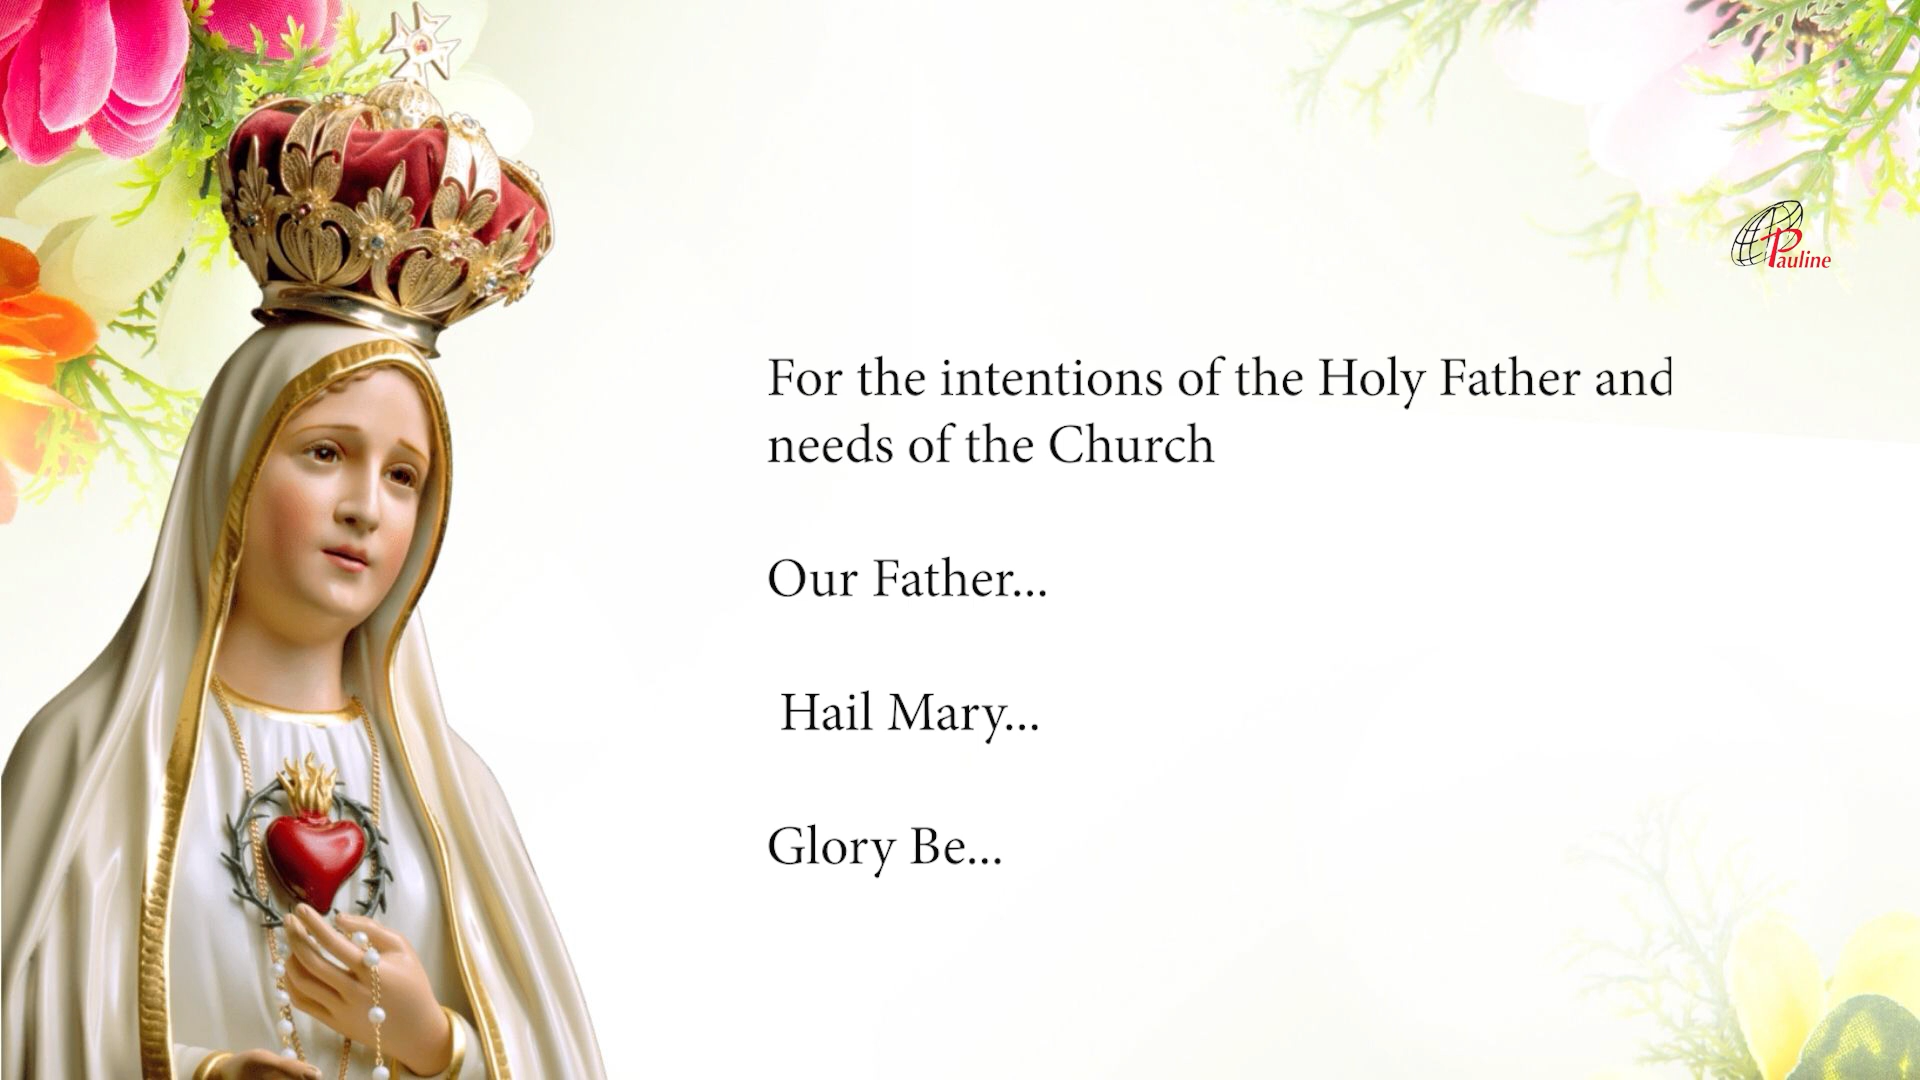 Pauline
For the intentions of the Holy Father and
needs of the Church
Our Father...
Hail Mary...
Glory Be...